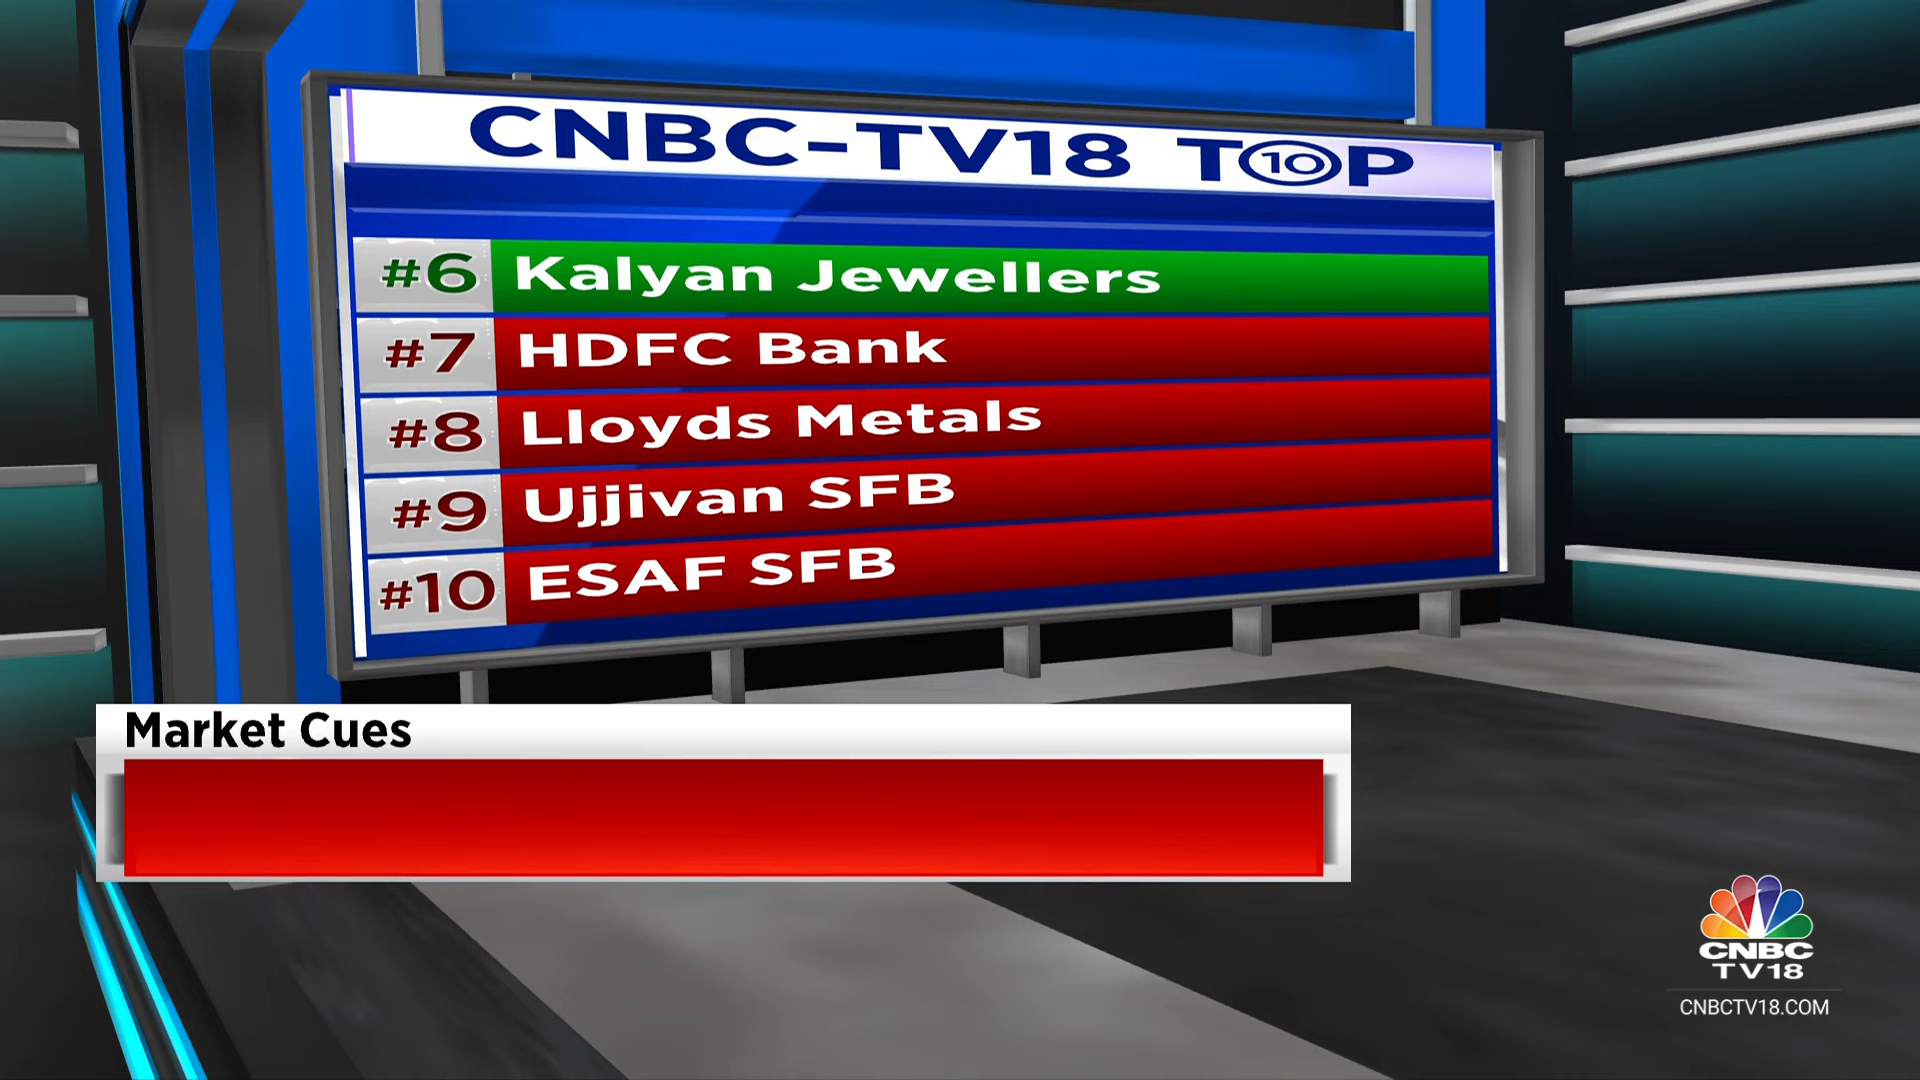 CNBC-TV18 TOP
10
#6 Kalyan Jewellers
#7 HDFC Bank
#8 Lloyds Metals
#9 Ujjivan SFB
#10 ESAF SFB
Market Cues
CNBC
TV18
CNBCTV18.COM